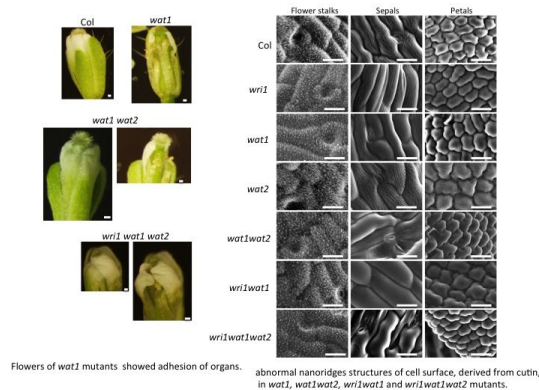 Col
wat1
wat1 wat2
wri1 wat1 wat2
Flowers of wat1 mutants showed adhesion of organs.
Flower stalks Sepals Petals
Col
wri1
wat1
wat2
wat1wat2
wri1wat1
wri1wat1wat2
abnormal nanoridges structures of cell surface, derived from cutin,
in wat1, wat1wat2, wri1wat1 and wri1wat1wat2 mutants.